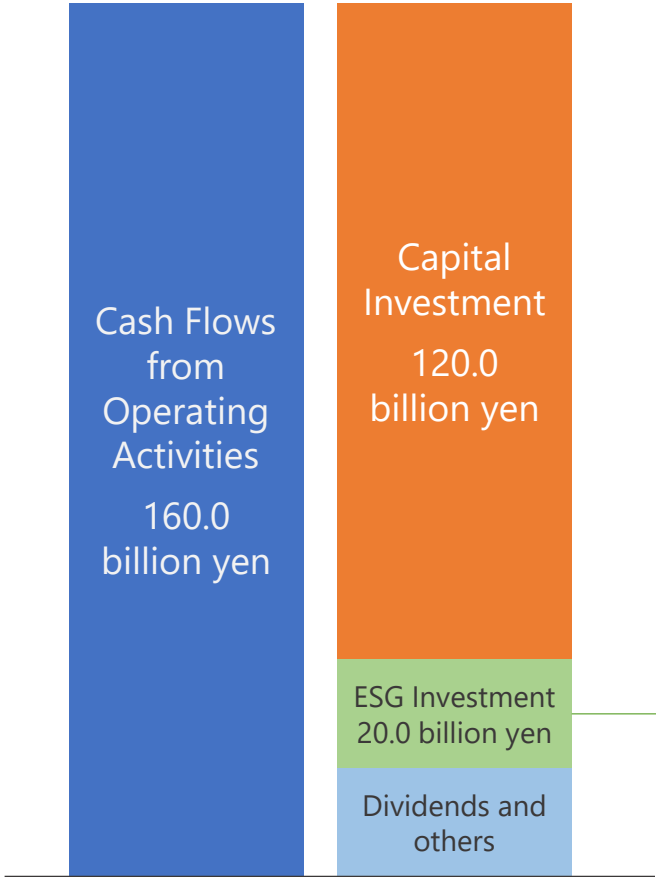 Cash Flows
from
Operating
Activities
160.0
billion yen
Capital
Investment
120.0
billion yen
ESG Investment
20.0 billion yen
Dividends and
others